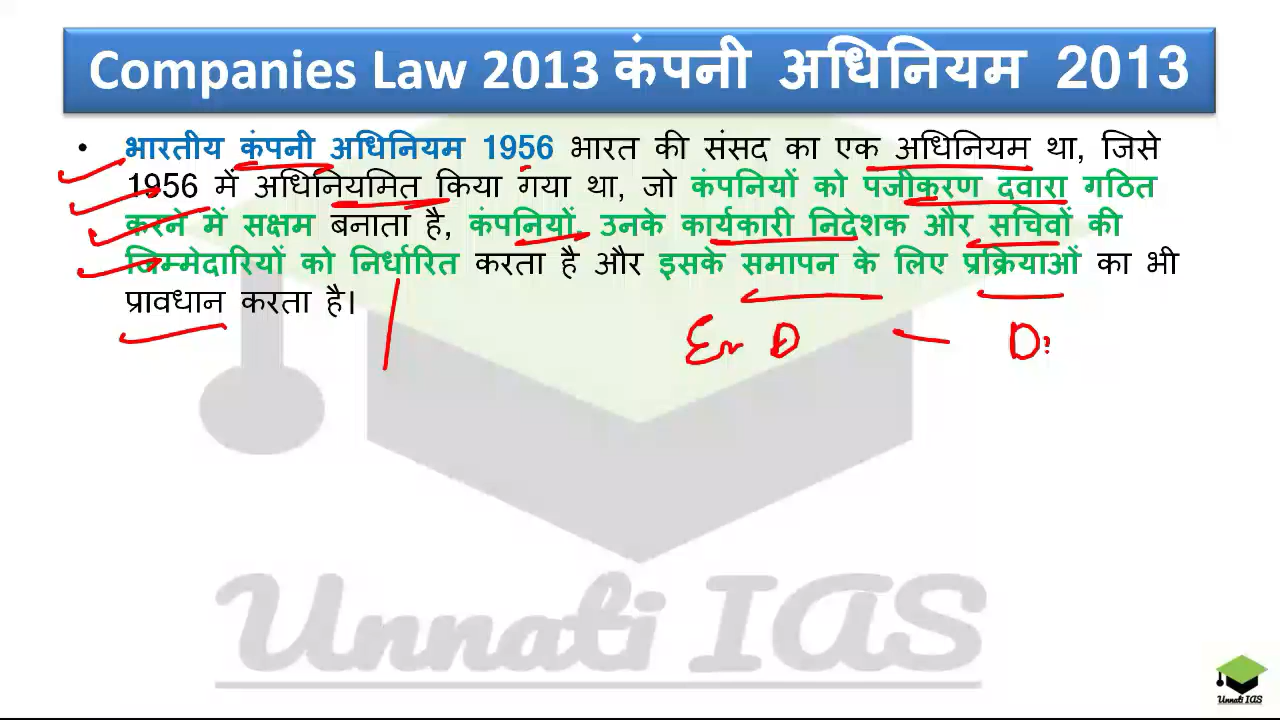 Companies Law 2013 कंपनी अधिनियम 2013
• भारतीय कंपनी अधिनियम 1956 भारत की संसद का एक अधिनियम था, जिसे
1956 में अधिनियमित किया गया था, जो कंपनियों को पजीकरण द्वारा गठित
करने में सक्षम बनाता है, कंपनियों, उनके कार्यकारी निदेशक और सचिवों की
जिम्मेदारियों को निर्धारित करता है और इसके समापन के लिए प्रक्रियाओं का भी
प्रावधान करता है।
D
Unnati IAS
Unnati IAS